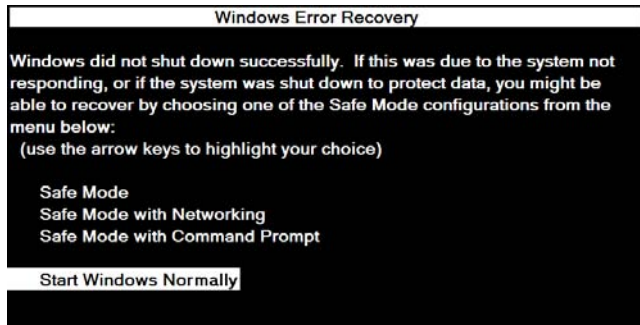 Windows Error Recovery
Windows did not shut down successfully. If this was due to the system not
responding, or if the system was shut down to protect data, you might be
able to recover by choosing one of the Safe Mode configurations from the
menu below:
(use the arrow keys to highlight your choice)
Safe Mode
Safe Mode with Networking
Safe Mode with Command Prompt
Start Windows Normally